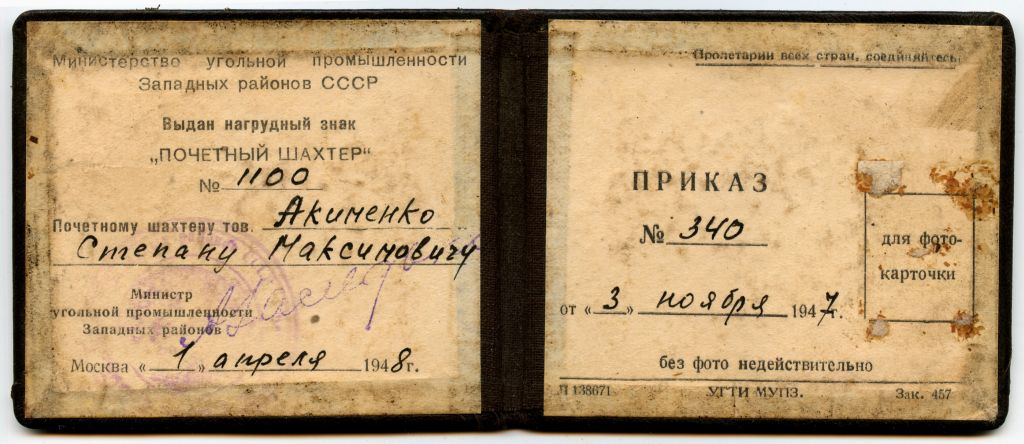 Министерство угольной промышленности
Западных районов СССР
Выдан нагрудный знак
„ПОЧЕТНЫЙ ШАХТЕР"
№ 1100
Почетному шахтеру тов. Акименко
Степану Максимовичу
Министр
угольной промышленности
Западных районов
Москва « 1 » апреля 1948г.
Пролетарии всех стран, соединяйтесь
ПРИКАЗ
№ 340
для фото-
карточки
от « 3 » ноября 1947г.
без фото недействительно
Л 138671 УГТИ МУПЗ. Зак. 457